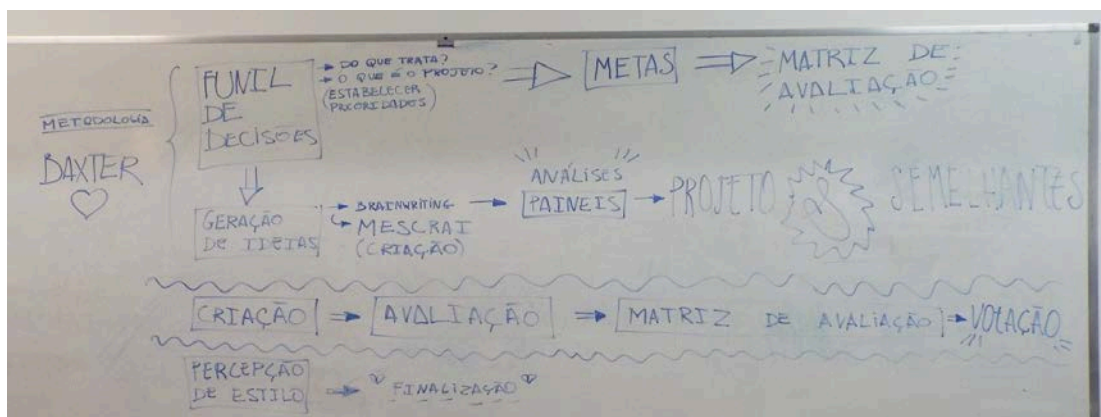 METODOLOGIA
BAXTER
FUNIL
DE
DECISÕES
DO QUE TRATA?
O QUE É O PROJETO?
(ESTABELECER
PRIORIDADES)
METAS
MATRIZ DE
AVALIAÇÃO
GERAÇÃO
DE IDEIAS
BRAINWRITING
MESCRAI
(CRIAÇÃO)
ANÁLISES
PAINEIS
PROJETO & SEMELHANTES
CRIAÇÃO AVALIAÇÃO MATRIZ DE AVALIAÇÃO VOTAÇÃO
PERCEPÇÃO
DE ESTILO
FINALIZAÇÃO